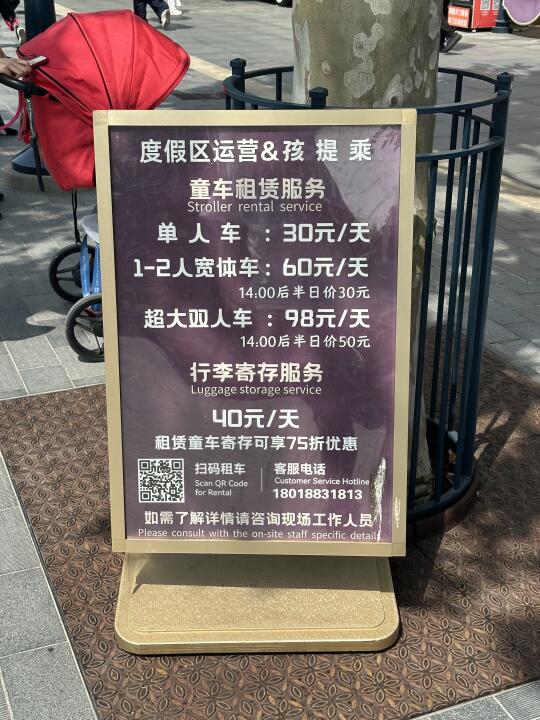 度假区运营&孩提乘
童车租赁服务
Stroller rental service
单人车：30元/天
1-2人宽体车：60元/天
14:00后半日价30元
超大双人车：98元/天
14:00后半日价50元
行李寄存服务
Luggage storage service
40元/天
租赁童车寄存可享75折优惠
扫码租车
Scan QR Code
for Rental
客服电话
Customer Service Hotline
18018831813
如需了解详情请咨询现场工作人员
Please consult with the on-site staff specific details